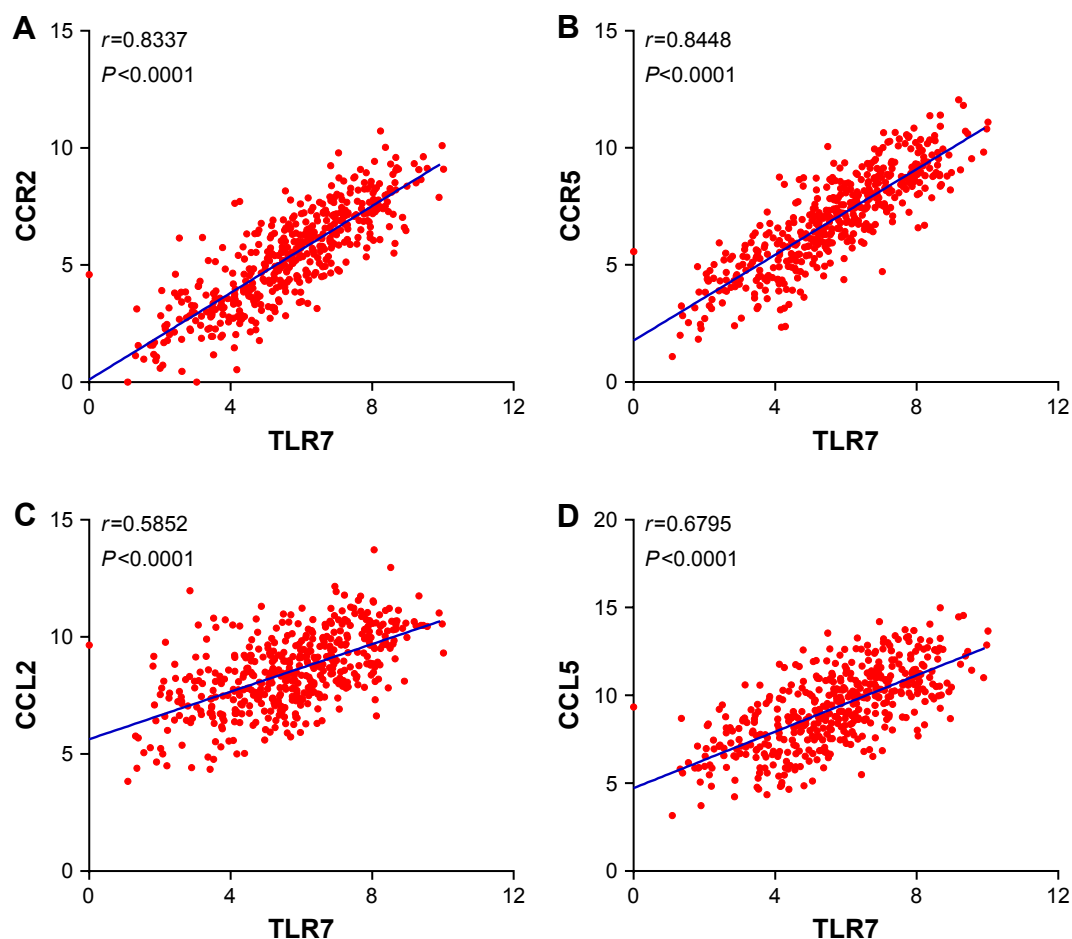 A
r=0.8337
P<0.0001
15
10
5
0
CCR2
0 4 8 12
TLR7
B
r=0.8448
P<0.0001
15
10
5
0
CCR5
0 4 8 12
TLR7
C
r=0.5852
P<0.0001
15
10
5
0
CCL2
0 4 8 12
TLR7
D
r=0.6795
P<0.0001
20
15
10
5
0
CCL5
0 4 8 12
TLR7